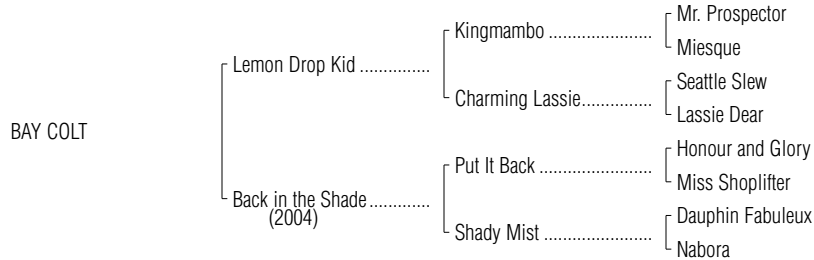 Mr. Prospector
Kingmambo ......................
Miesque
Lemon Drop Kid ...............
Seattle Slew
Charming Lassie...............
Lassie Dear
BAY COLT
Honour and Glory
Put It Back ........................
Miss Shoplifter
Back in the Shade.............
(2004)
Dauphin Fabuleux
Shady Mist .......................
Nabora